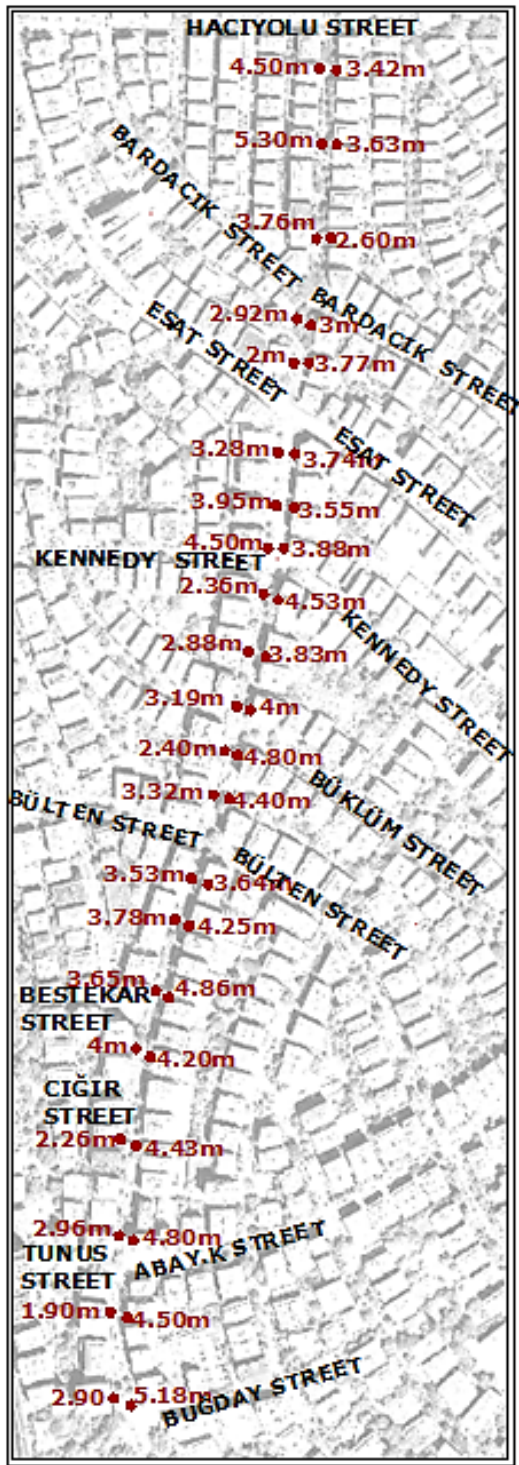 HACIYOLU STREET
4.50m 3.42m
5.30m 3.63m
BARDACIK STREET
3.76m 2.60m
BARDACIK STREET
2.92m 3m
ESAT STREET
2m 3.77m
ESAT STREET
3.28m 3.74m
3.95m 3.55m
4.50m 3.88m
KENNEDY STREET
2.36m 4.53m
KENNEDY STREET
2.88m 3.83m
3.19m 4m
2.40m 4.80m
BÜKLÜM STREET
3.32m 4.40m
BÜLTEN STREET
BÜLTEN STREET
3.53m 3.64m
3.78m 4.25m
3.65m 4.86m
BESTEKAR
STREET
4m 4.20m
CIĞIR
STREET
2.26m 4.43m
2.96m 4.80m
ABAY.K STREET
TUNUS
STREET
1.90m 4.50m
2.90 5.18m
BUĞDAY STREET